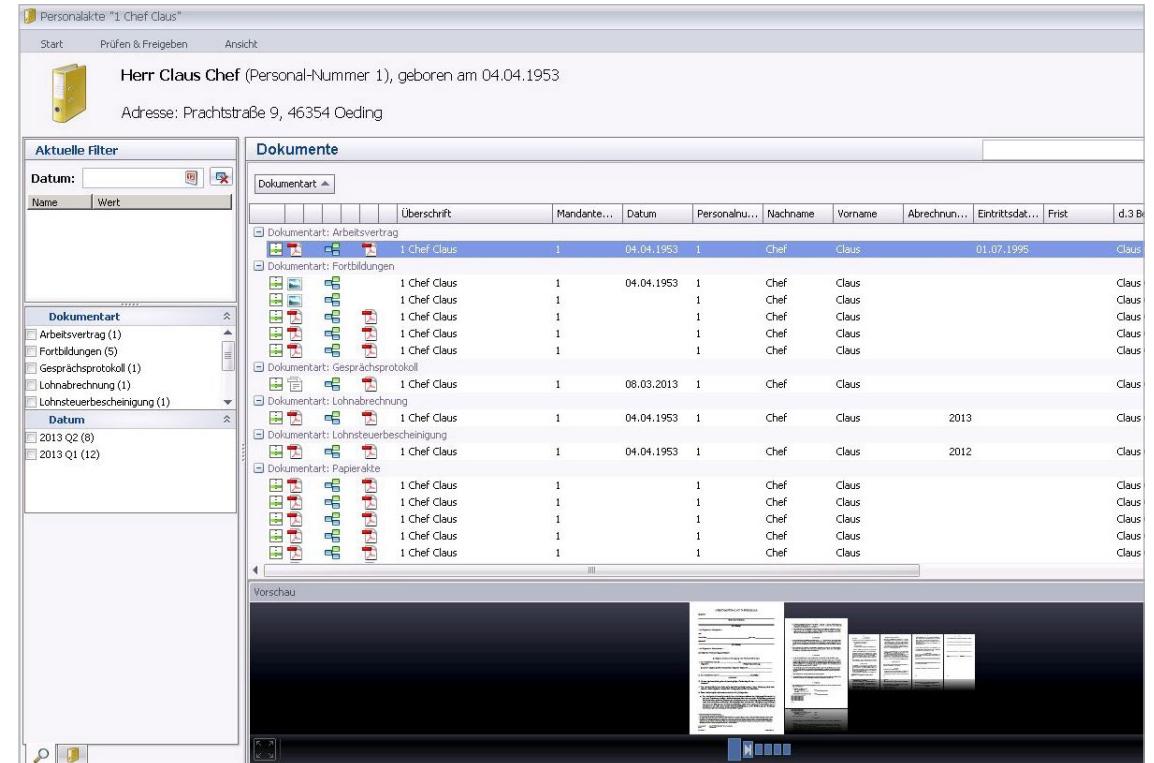 Personalakte "1 Chef Claus"
Start Prüfen & Freigeben Ansicht
Herr Claus Chef (Personal-Nummer 1), geboren am 04.04.1953
Adresse: Prachtstraße 9, 46354 Oeding
Aktuelle Filter
Datum:
Name Wert
Dokumentart
Arbeitsvertrag (1)
Fortbildungen (5)
Gesprächsprotokoll (1)
Lohnabrechnung (1)
Lohnsteuerbescheinigung (1)
Datum
2013 Q2 (8)
2013 Q1 (12)
Dokumente
Dokumentart
Überschrift Mandante... Datum Personalnu... Nachname Vorname Abrechnun... Eintrittsdat... Frist d.3 Be
Dokumentart: Arbeitsvertrag
1 Chef Claus 1 04.04.1953 1 Chef Claus 01.07.1995 Claus
Dokumentart: Fortbildungen
1 Chef Claus 1 04.04.1953 1 Chef Claus Claus
1 Chef Claus 1 1 Chef Claus Claus
1 Chef Claus 1 1 Chef Claus Claus
1 Chef Claus 1 1 Chef Claus Claus
1 Chef Claus 1 1 Chef Claus Claus
Dokumentart: Gesprächsprotokoll
1 Chef Claus 1 08.03.2013 1 Chef Claus Claus
Dokumentart: Lohnabrechnung
1 Chef Claus 1 04.04.1953 1 Chef Claus 2013 Claus
Dokumentart: Lohnsteuerbescheinigung
1 Chef Claus 1 04.04.1953 1 Chef Claus 2012 Claus
Dokumentart: Papierakte
1 Chef Claus 1 1 Chef Claus Claus
1 Chef Claus 1 1 Chef Claus Claus
1 Chef Claus 1 1 Chef Claus Claus
1 Chef Claus 1 1 Chef Claus Claus
1 Chef Claus 1 1 Chef Claus Claus
Vorschau